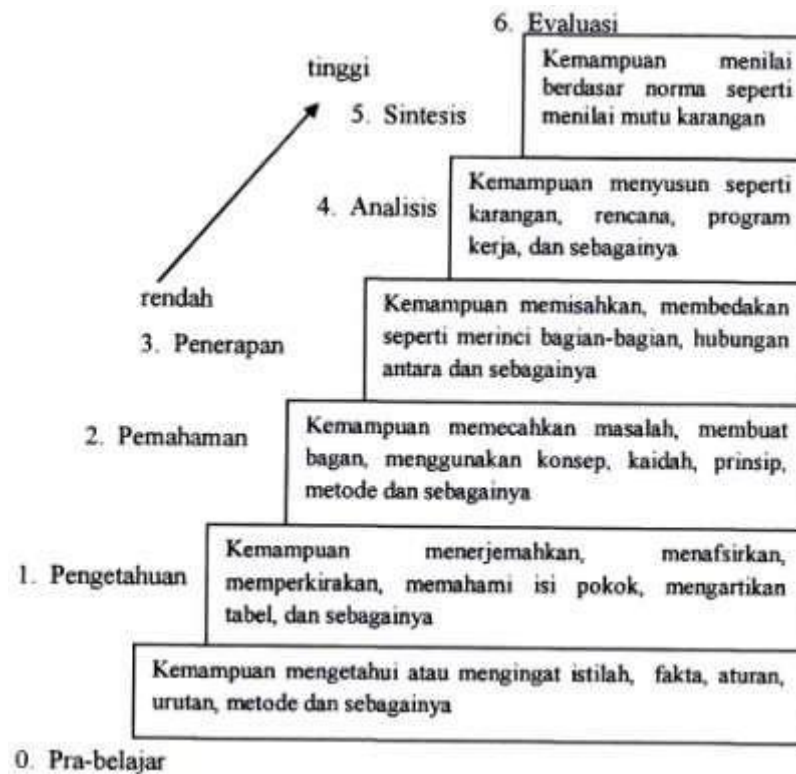 6. Evaluasi
Kemampuan menilai
berdasar norma seperti
menilai mutu karangan
tinggi
5. Sintesis
Kemampuan menyusun seperti
karangan, rencana, program
kerja, dan sebagainya
4. Analisis
rendah
Kemampuan memisahkan, membedakan
seperti merinci bagian-bagian, hubungan
antara dan sebagainya
3. Penerapan
Kemampuan memecahkan masalah, membuat
bagan, menggunakan konsep, kaidah, prinsip,
metode dan sebagainya
2. Pemahaman
Kemampuan menerjemahkan, menafsirkan,
memperkirakan, memahami isi pokok, mengartikan
tabel, dan sebagainya
1. Pengetahuan
Kemampuan mengetahui atau mengingat istilah, fakta, aturan,
urutan, metode dan sebagainya
0. Pra-belajar